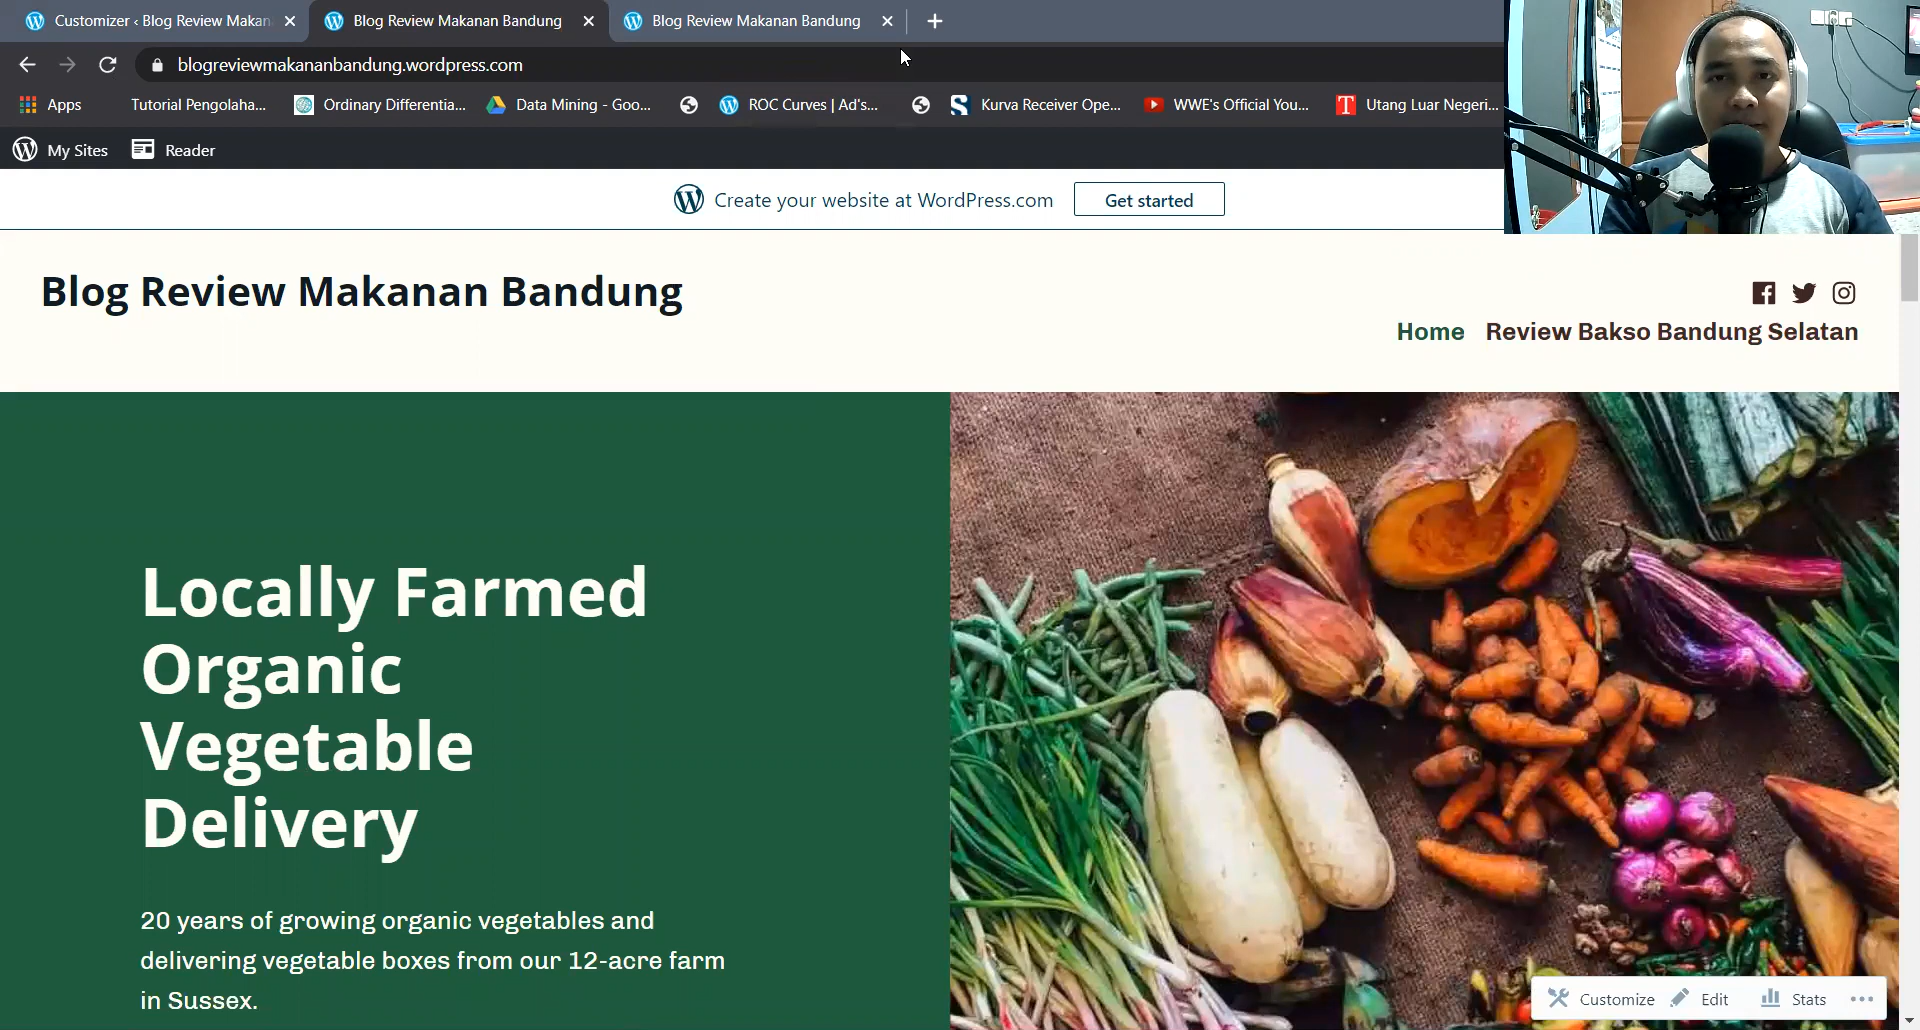 Customizer ‹ Blog Review Makan
Blog Review Makanan Bandung
Blog Review Makanan Bandung
blogreviewmakananbandung.wordpress.com
Apps
Tutorial Pengolaha...
Ordinary Differentia...
Data Mining - Goo...
ROC Curves | Ad's...
Kurva Receiver Ope...
WWE's Official You...
Utang Luar Negeri...
My Sites
Reader
Create your website at WordPress.com
Get started
Blog Review Makanan Bandung
Home
Review Bakso Bandung Selatan
Locally Farmed
Organic
Vegetable
Delivery
20 years of growing organic vegetables and
delivering vegetable boxes from our 12-acre farm
in Sussex.
Customize
Edit
Stats